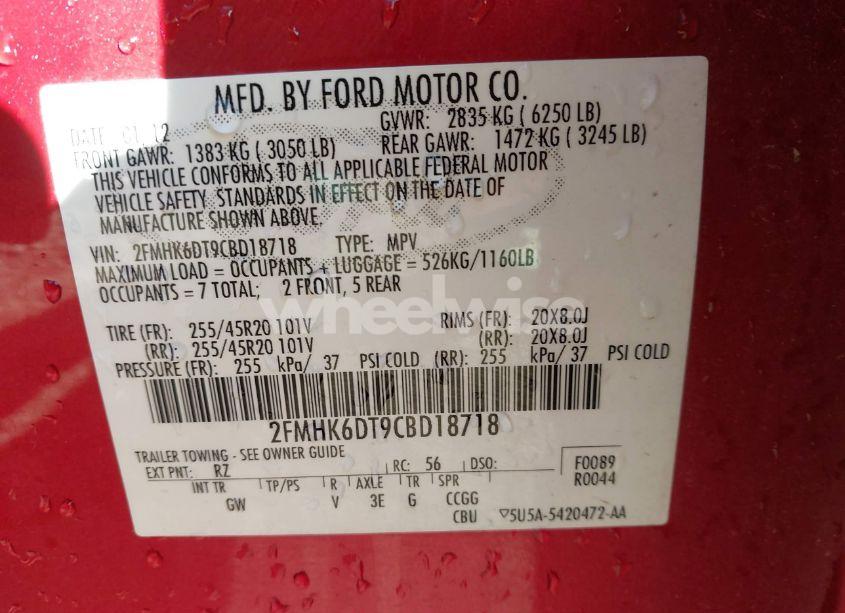 MFD. BY FORD MOTOR CO.
DATE 01 12 GVWR: 2835 KG ( 6250 LB)
FRONT GAWR: 1383 KG ( 3050 LB) REAR GAWR: 1472 KG ( 3245 LB)
THIS VEHICLE CONFORMS TO ALL APPLICABLE FEDERAL MOTOR
VEHICLE SAFETY STANDARDS IN EFFECT ON THE DATE OF
MANUFACTURE SHOWN ABOVE.
VIN: 2FMHK6DT9CBD18718 TYPE: MPV
MAXIMUM LOAD = OCCUPANTS + LUGGAGE = 526KG/1160LB
OCCUPANTS = 7 TOTAL; 2 FRONT, 5 REAR
wheelwise
TIRE (FR): 255/45R20 101V RIMS (FR): 20X8.0J
(RR): 255/45R20 101V (RR): 20X8.0J
PRESSURE (FR): 255 kPa/ 37 PSI COLD (RR): 255 kPa/ 37 PSI COLD
2FMHK6DT9CBD18718
TRAILER TOWING - SEE OWNER GUIDE
EXT PNT: RZ RC: 56 DSO: F0089
R0044
INT TR TP/PS R AXLE TR SPR
GW V 3E G CCGG
CBU ▽5U5A-5420472-AA